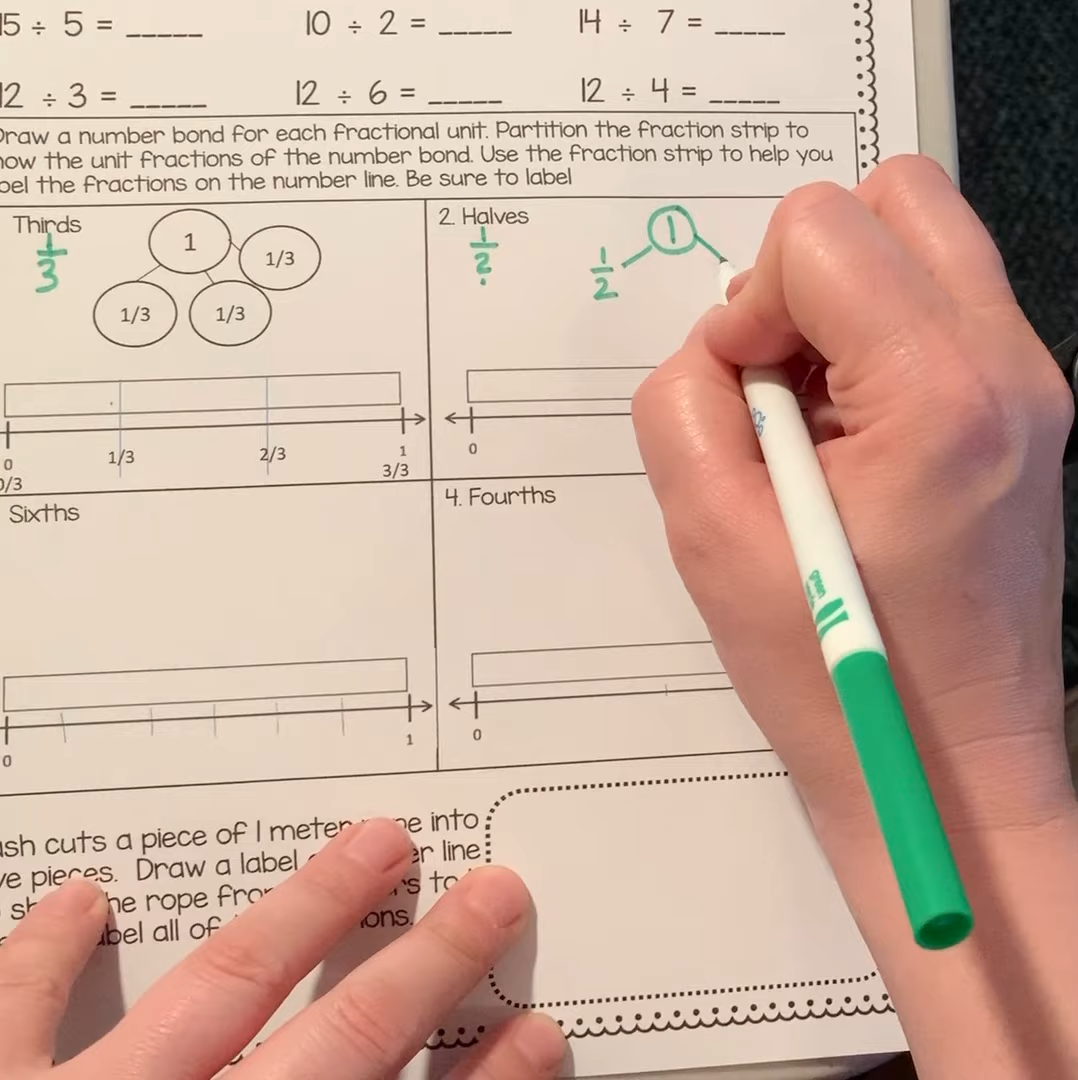 15 ÷ 5 = _____ 10 ÷ 2 = _____ 14 ÷ 7 = _____
12 ÷ 3 = _____ 12 ÷ 6 = _____ 12 ÷ 4 = _____
Draw a number bond for each fractional unit. Partition the fraction strip to
how the unit fractions of the number bond. Use the fraction strip to help you
bel the fractions on the number line. Be sure to label
Thirds
1/3
1
1/3
1/3 1/3
0 1/3 2/3 1
0/3 3/3
2. Halves
1/2
1
1/2
0
Sixths
0 1
4. Fourths
0
ash cuts a piece of 1 meter into
ve pieces. Draw a label line
he rope to
bel all of
green